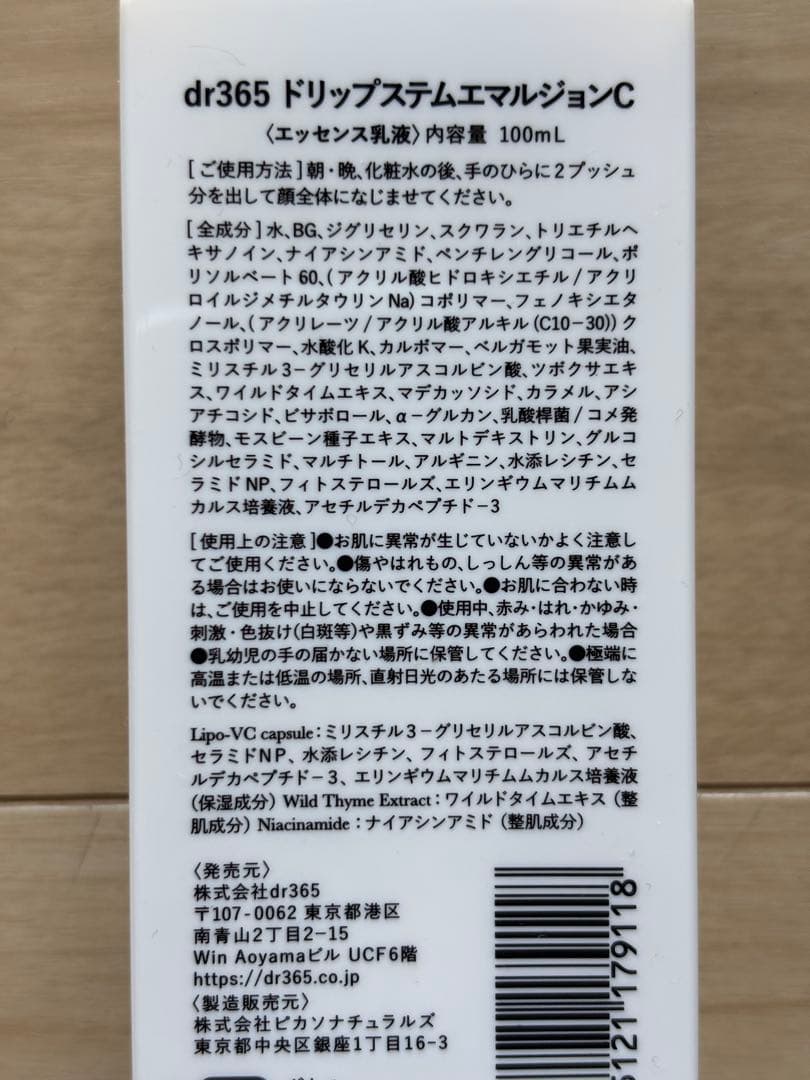 dr365 ドリップステムエマルジョンC
〈エッセンス乳液〉内容量 100mL
[ご使用方法]朝・晩、化粧水の後、手のひらに2プッシュ
分を出して顔全体になじませてください。
[全成分]水、BG、ジグリセリン、スクワラン、トリエチルヘ
キサノイン、ナイアシンアミド、ペンチレングリコール、ポ
リソルベート60、(アクリル酸ヒドロキシエチル/アクリ
ロイルジメチルタウリンNa)コポリマー、フェノキシエタ
ノール、(アクリレーツ/アクリル酸アルキル(C10-30))ク
ロスポリマー、水酸化K、カルボマー、ベルガモット果実油、
ミリスチル3-グリセリルアスコルビン酸、ツボクサエキ
ス、ワイルドタイムエキス、マデカッソシド、カラメル、アシ
アチコシド、ビサボロール、α-グルカン、乳酸桿菌/コメ発
酵物、モスビーン種子エキス、マルトデキストリン、グルコ
シルセラミド、マルチトール、アルギニン、水添レシチン、セ
ラミドNP、フィトステロールズ、エリンギウムマリチムム
カルス培養液、アセチルデカペプチド-3
[使用上の注意]●お肌に異常が生じていないかよく注意し
てご使用ください。●傷やはれもの、しっしん等の異常があ
る場合はお使いにならないでください。●お肌に合わない時
は、ご使用を中止してください。●使用中、赤み・はれ・かゆみ・
刺激・色抜け(白斑等)や黒ずみ等の異常があらわれた場合
●乳幼児の手の届かない場所に保管してください。●極端に
高温または低温の場所、直射日光のあたる場所には保管しな
いでください。
Lipo-VC capsule:ミリスチル3-グリセリルアスコルビン酸、
セラミドNP、水添レシチン、フィトステロールズ、アセチ
ルデカペプチド-3、エリンギウムマリチムムカルス培養液
(保湿成分) Wild Thyme Extract:ワイルドタイムエキス(整
肌成分) Niacinamide:ナイアシンアミド(整肌成分)
〈発売元〉
株式会社dr365
〒107-0062 東京都港区
南青山2丁目2-15
Win Aoyamaビル UCF6階
https://dr365.co.jp
〈製造販売元〉
株式会社ピカソナチュラルズ
東京都中央区銀座1丁目16-3
121 179118